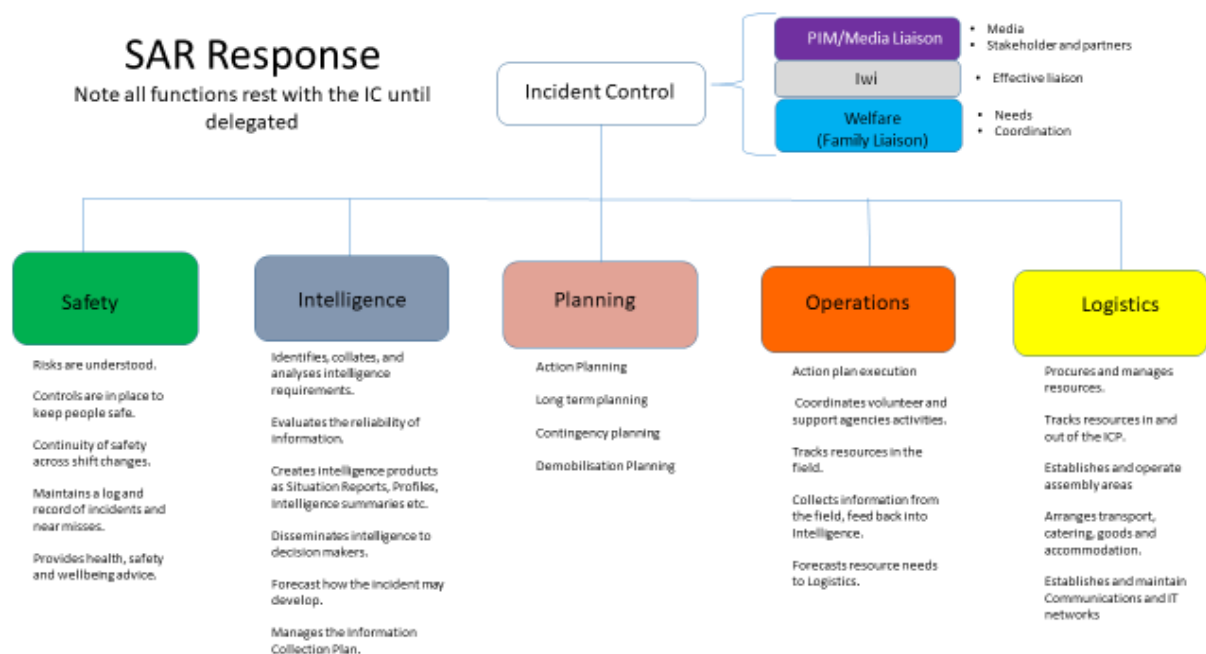 SAR Response
Note all functions rest with the IC until
delegated
Incident Control
PIM/Media Liaison
• Media
• Stakeholder and partners
Iwi
• Effective liaison
Welfare
(Family Liaison)
• Needs
• Coordination
Safety
Risks are understood.
Controls are in place to
keep people safe.
Continuity of safety
across shift changes.
Maintains a log and
record of incidents and
near misses.
Provides health, safety
and wellbeing advice.
Intelligence
Identifies, collates, and
analyses intelligence
requirements.
Evaluates the reliability of
information.
Creates intelligence products
as Situation Reports, Profiles,
Intelligence summaries etc.
Disseminates intelligence to
decision makers.
Forecast how the incident may
develop.
Manages the Information
Collection Plan.
Planning
Action Planning
Long term planning
Contingency planning
Demobilisation Planning
Operations
Action plan execution
Coordinates volunteer and
support agencies activities.
Tracks resources in the
field.
Collects information from
the field, feed back into
Intelligence.
Forecasts resource needs
to Logistics.
Logistics
Procures and manages
resources.
Tracks resources in and
out of the ICP.
Establishes and operate
assembly areas
Arranges transport,
catering, goods and
accommodation.
Establishes and maintain
Communications and IT
networks